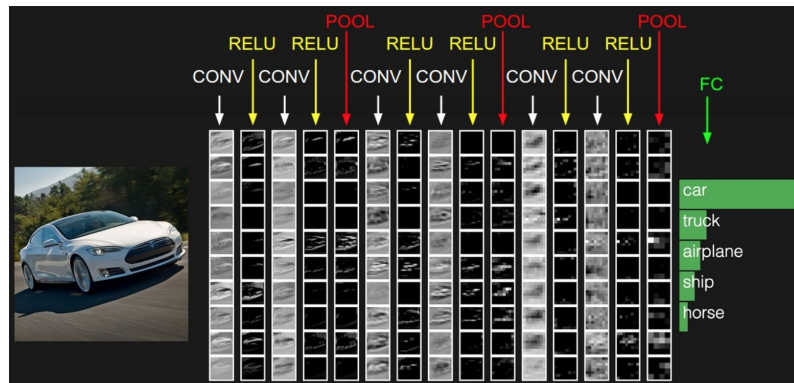 POOL POOL POOL
RELU RELU RELU RELU RELU RELU
CONV CONV CONV CONV CONV CONV
FC
car
truck
airplane
ship
horse